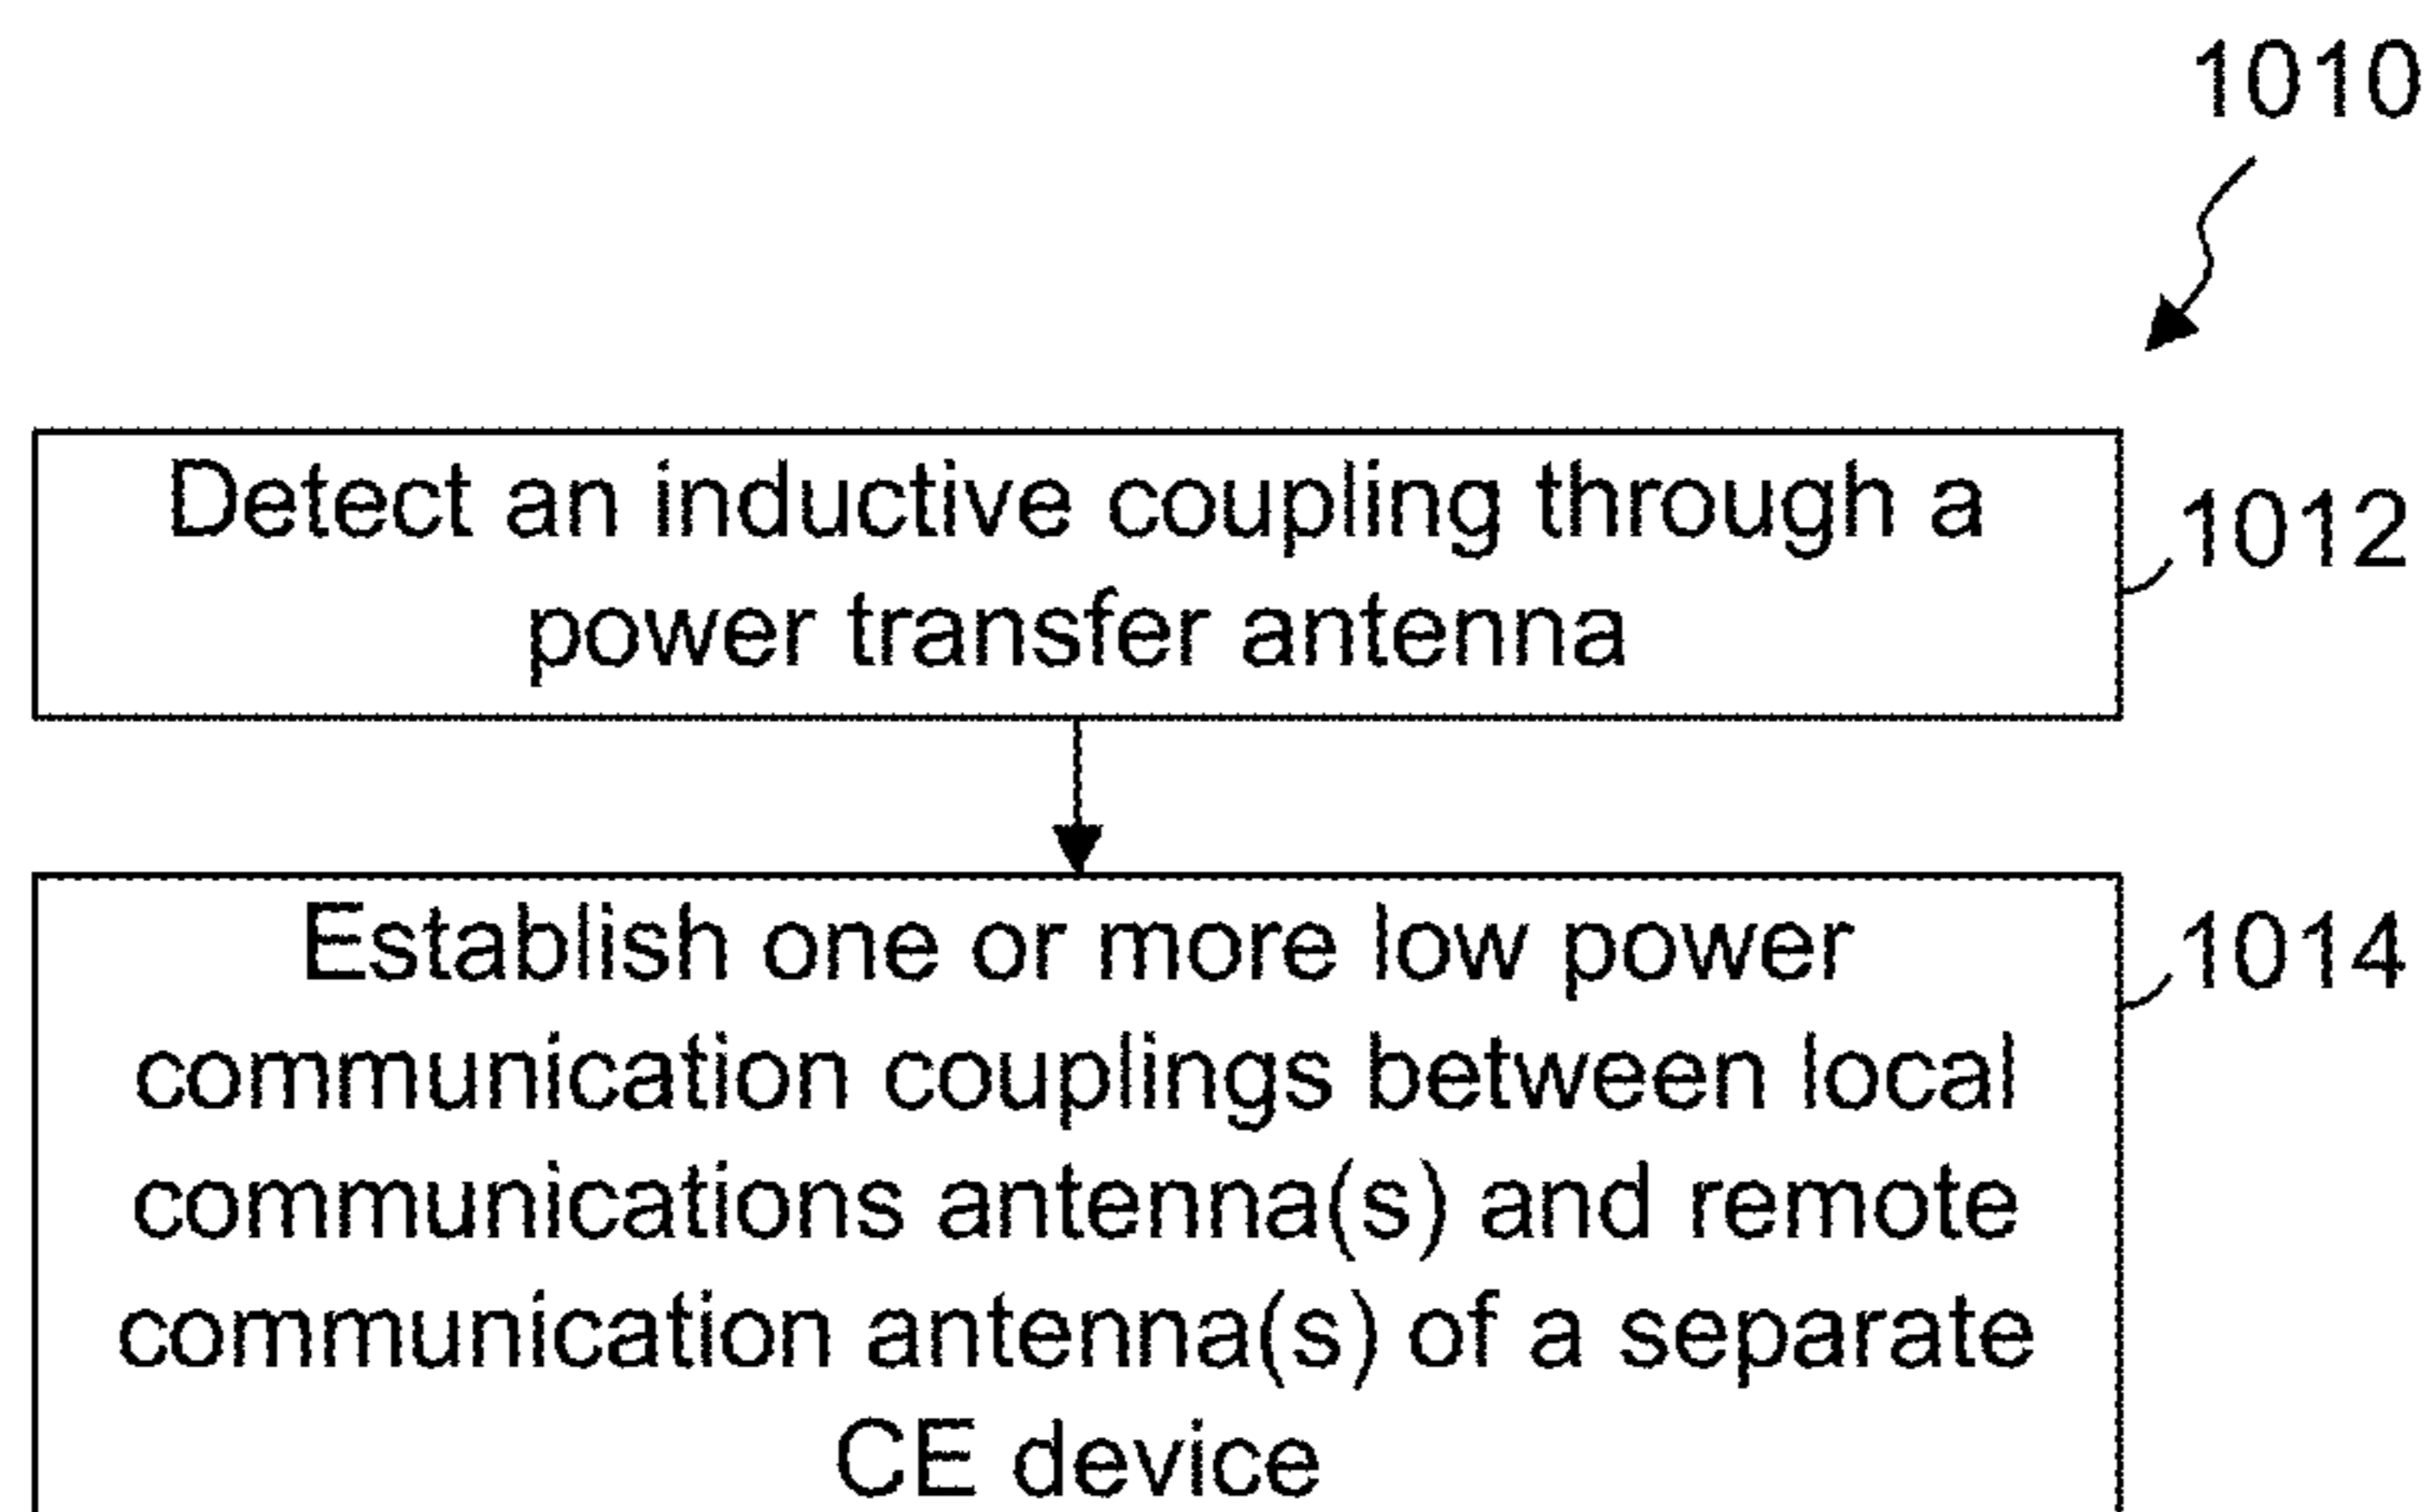 1010
Detect an inductive coupling through a
power transfer antenna
1012
Establish one or more low power
communication couplings between local
communications antenna(s) and remote
communication antenna(s) of a separate
CE device
1014